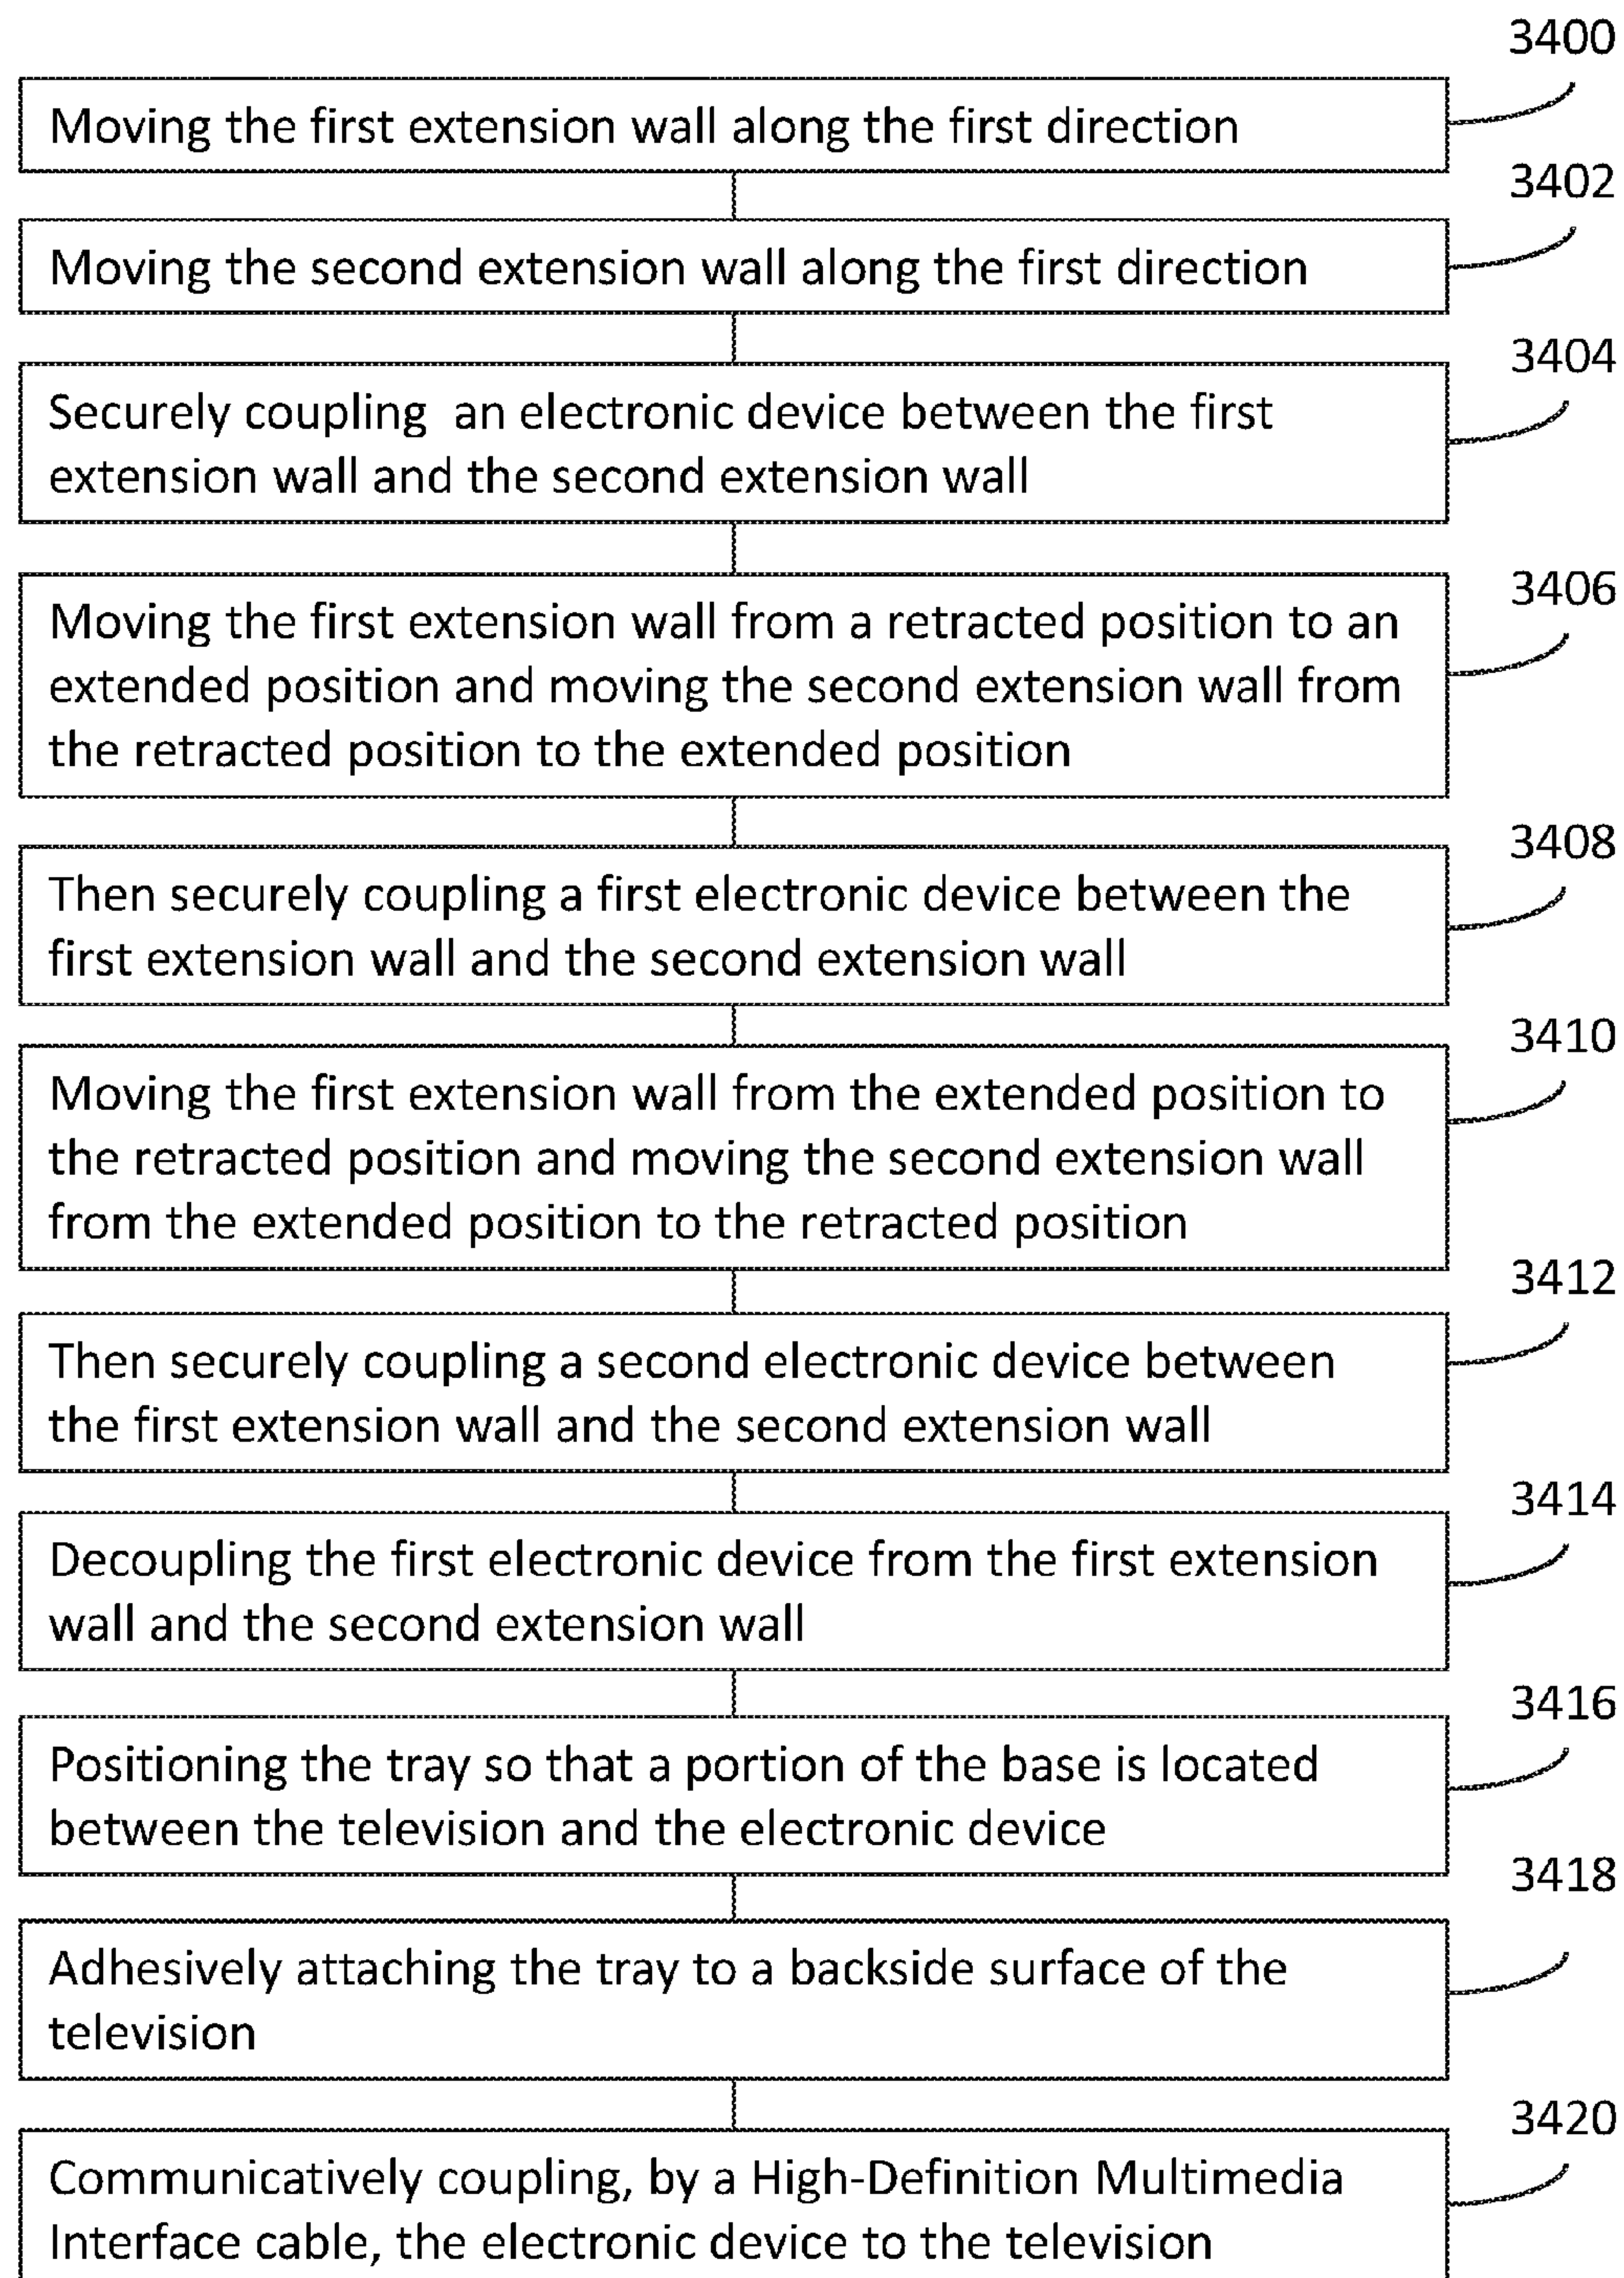 3400
Moving the first extension wall along the first direction
3402
Moving the second extension wall along the first direction
3404
Securely coupling  an electronic device between the first
extension wall and the second extension wall
3406
Moving the first extension wall from a retracted position to an
extended position and moving the second extension wall from
the retracted position to the extended position
3408
Then securely coupling a first electronic device between the
first extension wall and the second extension wall
3410
Moving the first extension wall from the extended position to
the retracted position and moving the second extension wall
from the extended position to the retracted position
3412
Then securely coupling a second electronic device between
the first extension wall and the second extension wall
3414
Decoupling the first electronic device from the first extension
wall and the second extension wall
3416
Positioning the tray so that a portion of the base is located
between the television and the electronic device
3418
Adhesively attaching the tray to a backside surface of the
television
3420
Communicatively coupling, by a High-Definition Multimedia
Interface cable, the electronic device to the television